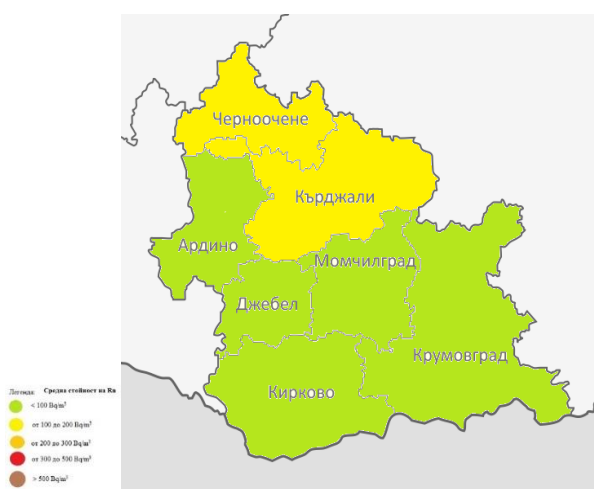 Черноочене
Кърджали
Ардино
Момчилград
Джебел
Крумовград
Кирково
Легенда: Средна стойност на Rn
< 100 Bq/m³
от 100 до 200 Bq/m³
от 200 до 300 Bq/m³
от 300 до 500 Bq/m³
> 500 Bq/m³